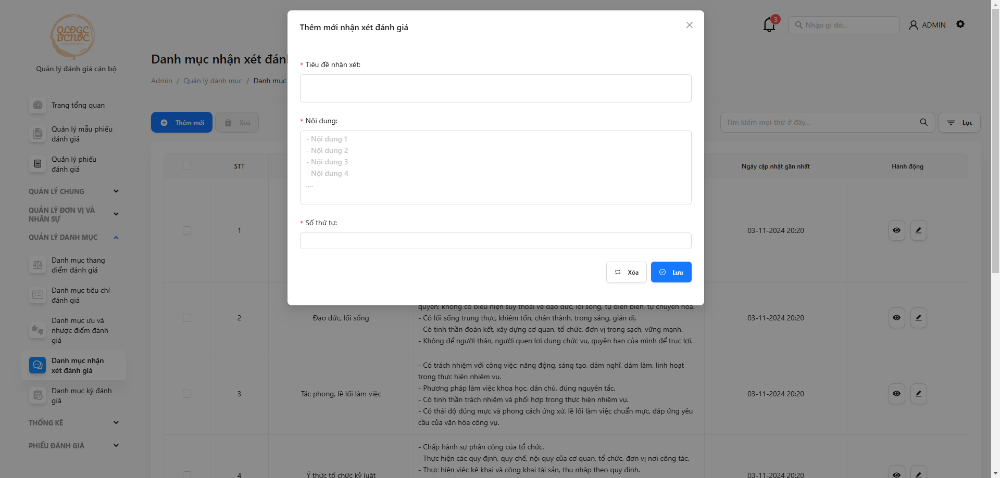 QLĐGC
BCNVC
Quản lý đánh giá cán bộ
Trang tổng quan
Quản lý mẫu phiếu
đánh giá
Quản lý phiếu
đánh giá
QUẢN LÝ CHUNG
QUẢN LÝ ĐƠN VỊ VÀ
NHÂN SỰ
QUẢN LÝ DANH MỤC
Danh mục thang
điểm đánh giá
Danh mục tiêu chí
đánh giá
Danh mục ưu và
nhược điểm đánh
giá
Danh mục nhận
xét đánh giá
Danh mục kỳ đánh
giá
THỐNG KÊ
PHIẾU ĐÁNH GIÁ
3
Nhập gì đó...
ADMIN
Danh mục nhận xét đánh
Admin / Quản lý danh mục / Danh mục
Thêm mới
Xoá
Tìm kiếm mọi thứ ở đây...
Lọc
Thêm mới nhận xét đánh giá
* Tiêu đề nhận xét:
* Nội dung:
- Nội dung 1
- Nội dung 2
- Nội dung 3
- Nội dung 4
....
* Số thứ tự:
Xóa
Lưu
STT
Ngày cập nhật gần nhất
Hành động
1
03-11-2024 20:20
2
Đạo đức, lối sống
quyền; không có biểu hiện suy thoái về đạo đức, lối sống, tự diễn biến, tự chuyển hóa.
- Có lối sống trung thực, khiêm tốn, chân thành, trong sáng, giản dị.
- Có tinh thần đoàn kết, xây dựng cơ quan, tổ chức, đơn vị trong sạch, vững mạnh.
- Không để người thân, người quen lợi dụng chức vụ, quyền hạn của mình để trục lợi.
03-11-2024 20:20
3
Tác phong, lề lối làm việc
- Có trách nhiệm với công việc; năng động, sáng tạo, dám nghĩ, dám làm, linh hoạt
trong thực hiện nhiệm vụ.
- Phương pháp làm việc khoa học, dân chủ, đúng nguyên tắc.
- Có tinh thần trách nhiệm và phối hợp trong thực hiện nhiệm vụ.
- Có thái độ đúng mực và phong cách ứng xử, lề lối làm việc chuẩn mực, đáp ứng yêu
cầu của văn hóa công vụ.
03-11-2024 20:20
4
Ý thức tổ chức kỷ luật
- Chấp hành sự phân công của tổ chức.
- Thực hiện các quy định, quy chế, nội quy của cơ quan, tổ chức, đơn vị nơi công tác.
- Thực hiện việc kê khai và công khai tài sản, thu nhập theo quy định.
03-11-2024 20:20